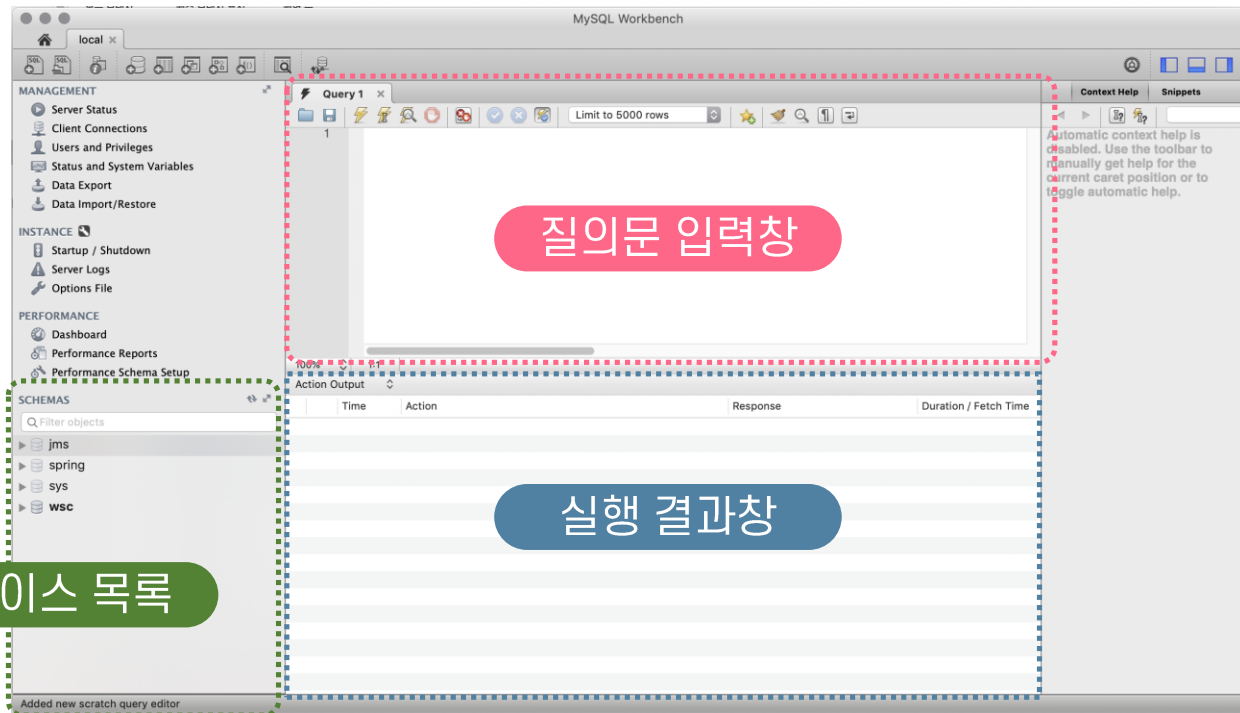 MySQL Workbench
local ×
MANAGEMENT
Server Status
Client Connections
Users and Privileges
Status and System Variables
Data Export
Data Import/Restore
INSTANCE
Startup / Shutdown
Server Logs
Options File
PERFORMANCE
Dashboard
Performance Reports
Performance Schema Setup
SCHEMAS
Filter objects
jms
spring
sys
wsc
이스 목록
Added new scratch query editor
Query 1 ×
Limit to 5000 rows
1
질의문 입력창
100% 1:1
Action Output
Time Action Response Duration / Fetch Time
실행 결과창
Context Help Snippets
Automatic context help is
disabled. Use the toolbar to
manually get help for the
current caret position or to
toggle automatic help.